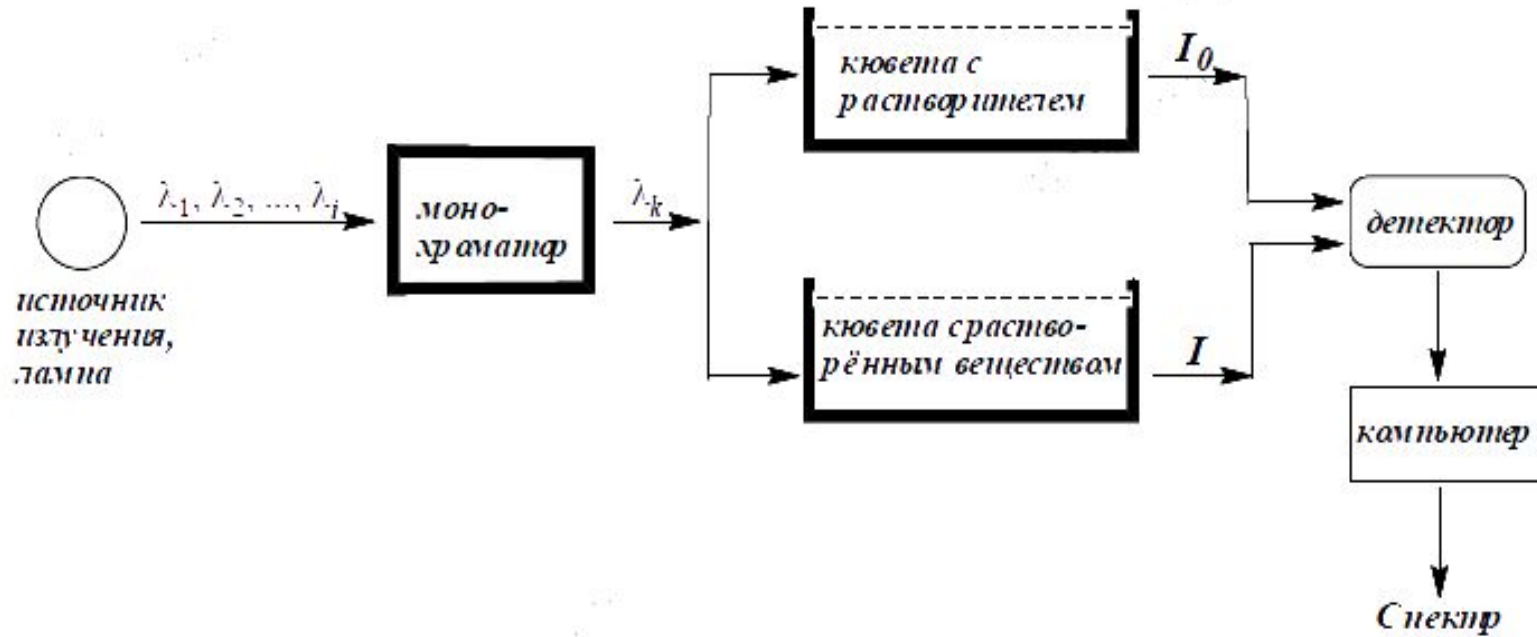 источник
излучения,
лампа
λ1, λ2, ..., λi
моно-
хроматор
λk
кювета с
растворителем
I0
кювета с раство-
рённым веществом
I
детектор
компьютер
Спектр